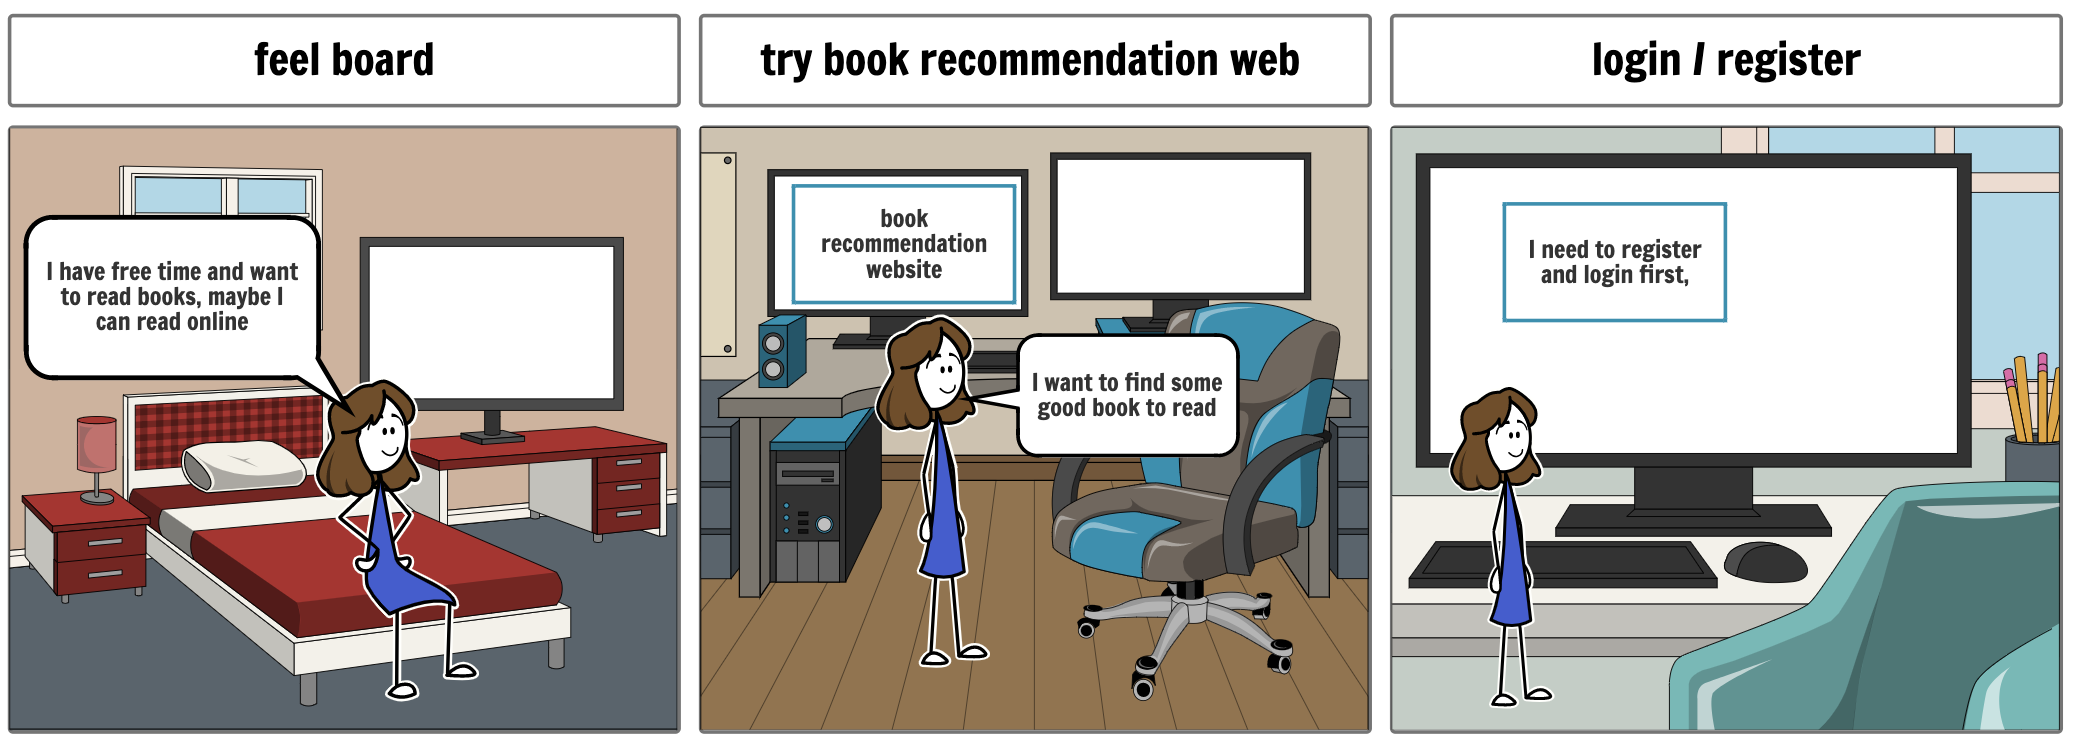 feel board
try book recommendation web
login / register
I have free time and want
to read books, maybe I
can read online
book
recommendation
website
I want to find some
good book to read
I need to register
and login first,